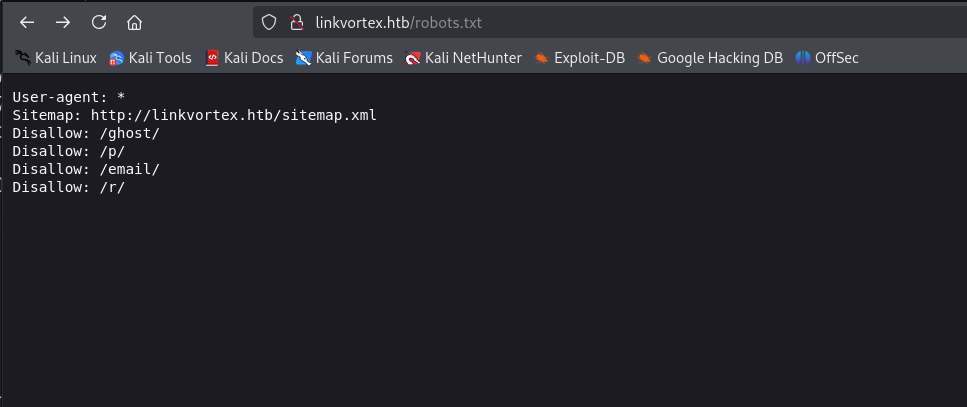 linkvortex.htb/robots.txt
Kali Linux Kali Tools Kali Docs Kali Forums Kali NetHunter Exploit-DB Google Hacking DB OffSec
User-agent: *
Sitemap: http://linkvortex.htb/sitemap.xml
Disallow: /ghost/
Disallow: /p/
Disallow: /email/
Disallow: /r/